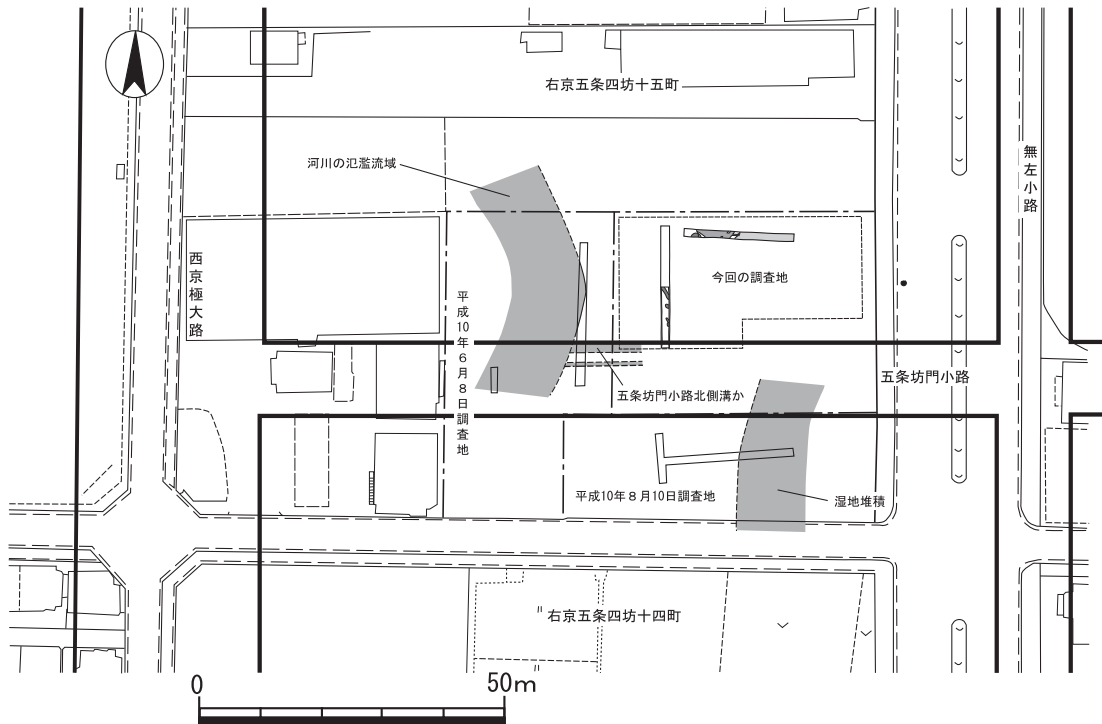 右京五条四坊十五町
河川の氾濫流域
無左小路
西京極大路
今回の調査地
平成10年6月8日調査地
五条坊門小路
五条坊門小路北側溝か
平成10年8月10日調査地
湿地堆積
右京五条四坊十四町
0
50m